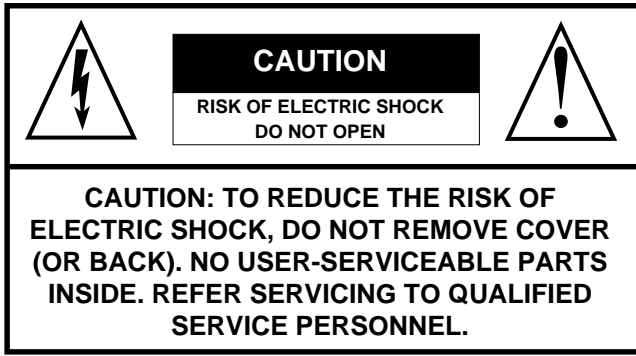 CAUTION
RISK OF ELECTRIC SHOCK
DO NOT OPEN
CAUTION: TO REDUCE THE RISK OF
ELECTRIC SHOCK, DO NOT REMOVE COVER
(OR BACK). NO USER-SERVICEABLE PARTS
INSIDE. REFER SERVICING TO QUALIFIED
SERVICE PERSONNEL.